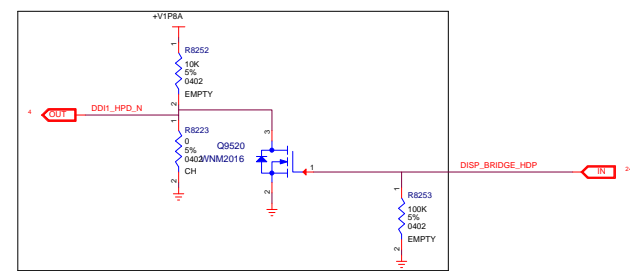 +V1P8A
1
R8252
10K
5%
0402
EMPTY
2
4 OUT DDI1_HPD_N
1
R8223
0
5%
0402
CH
2
3
Q9520
WNM2016
1
2
DISP_BRIDGE_HDP
IN
1
R8253
100K
5%
0402
EMPTY
2